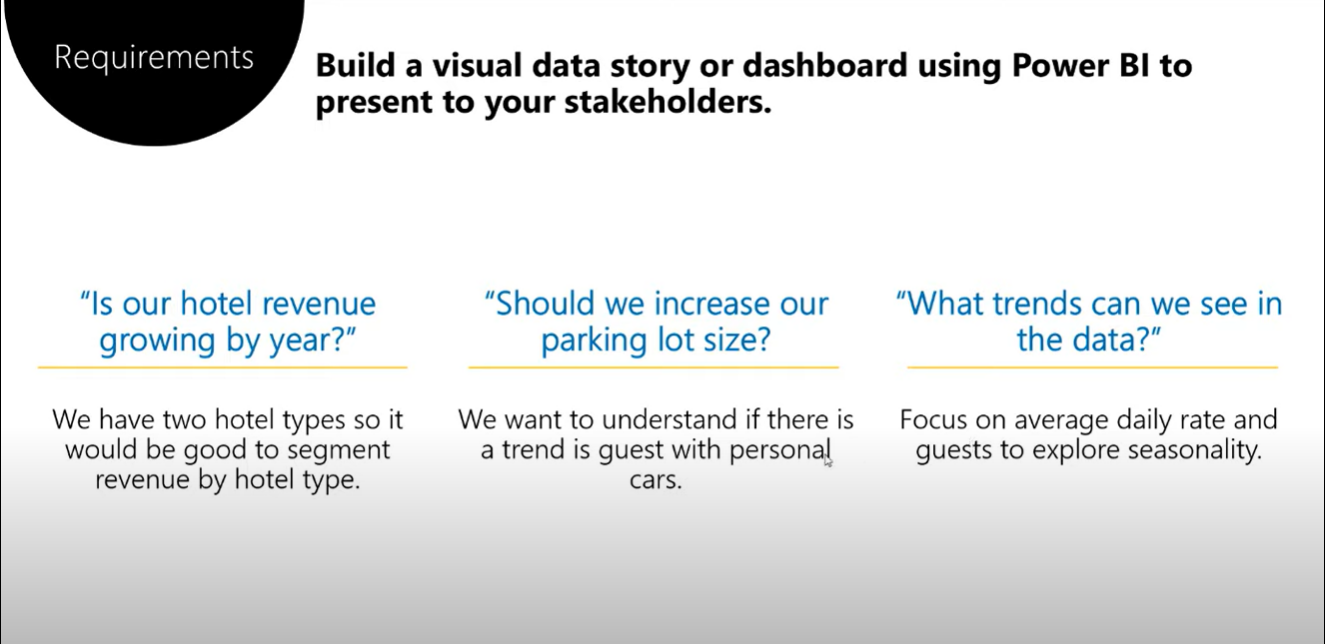 Requirements
Build a visual data story or dashboard using Power BI to
present to your stakeholders.
“Is our hotel revenue
growing by year?”
We have two hotel types so it
would be good to segment
revenue by hotel type.
“Should we increase our
parking lot size?
We want to understand if there is
a trend is guest with personal
cars.
“What trends can we see in
the data?”
Focus on average daily rate and
guests to explore seasonality.